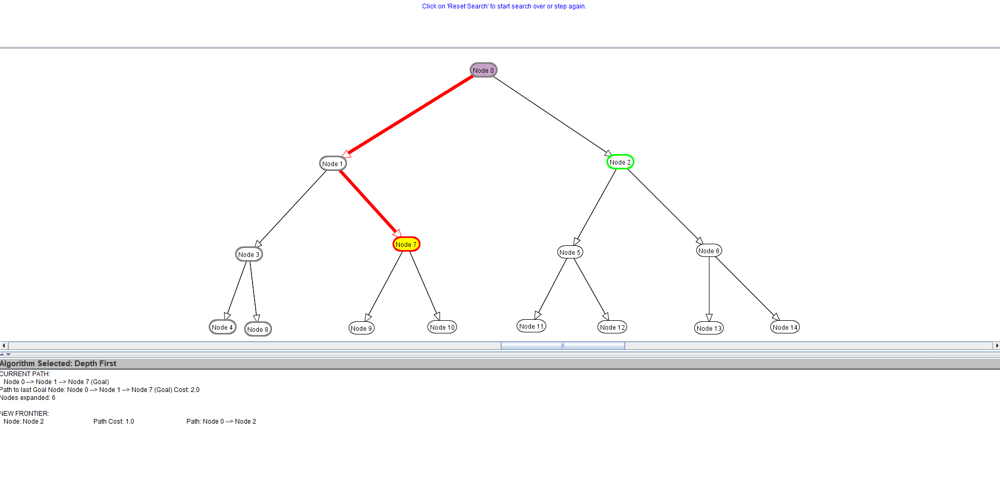 Click on 'Reset Search' to start search over or step again.
Node 0
Node 1
Node 2
Node 3
Node 7
Node 5
Node 6
Node 4
Node 8
Node 9
Node 10
Node 11
Node 12
Node 13
Node 14
Algorithm Selected: Depth First
CURRENT PATH:
Node 0 --> Node 1 --> Node 7 (Goal)
Path to last Goal Node: Node 0 --> Node 1 --> Node 7 (Goal) Cost: 2.0
Nodes expanded: 6
NEW FRONTIER:
Node: Node 2 Path Cost: 1.0 Path: Node 0 --> Node 2